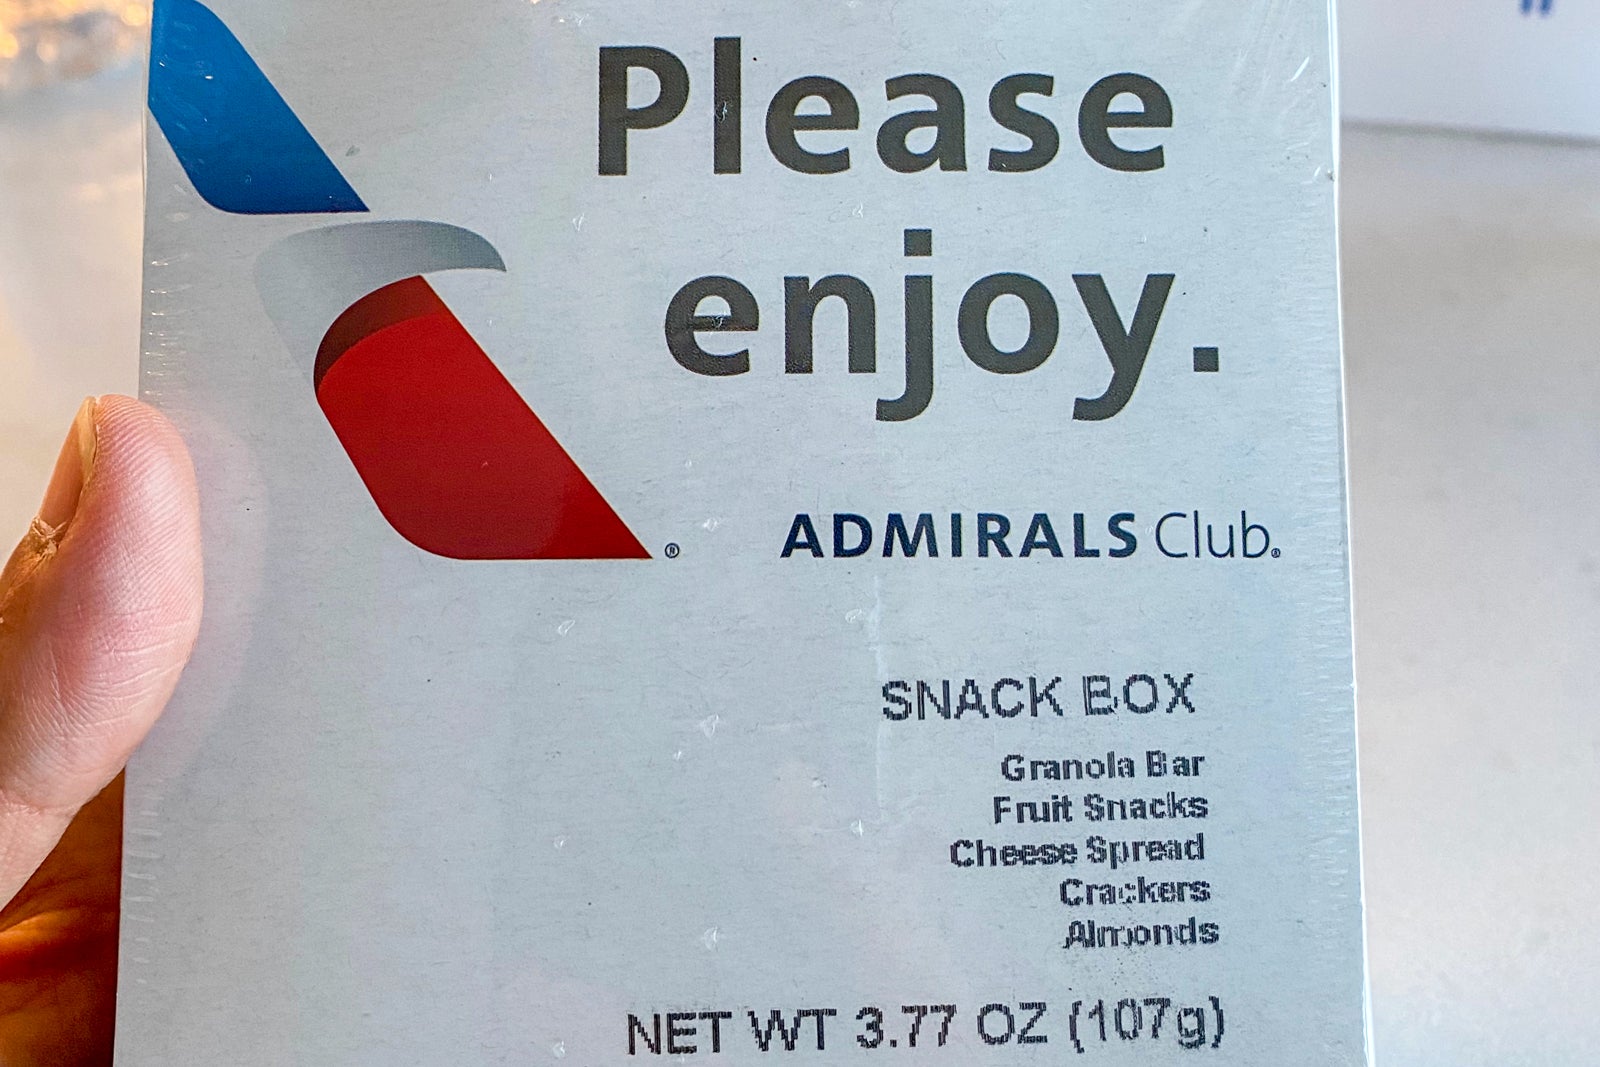 Please
enjoy.
®
ADMIRALS Club®
SNACK BOX
Granola Bar
Fruit Snacks
Cheese Spread
Crackers
Almonds
NET WT 3.77 OZ (107g)